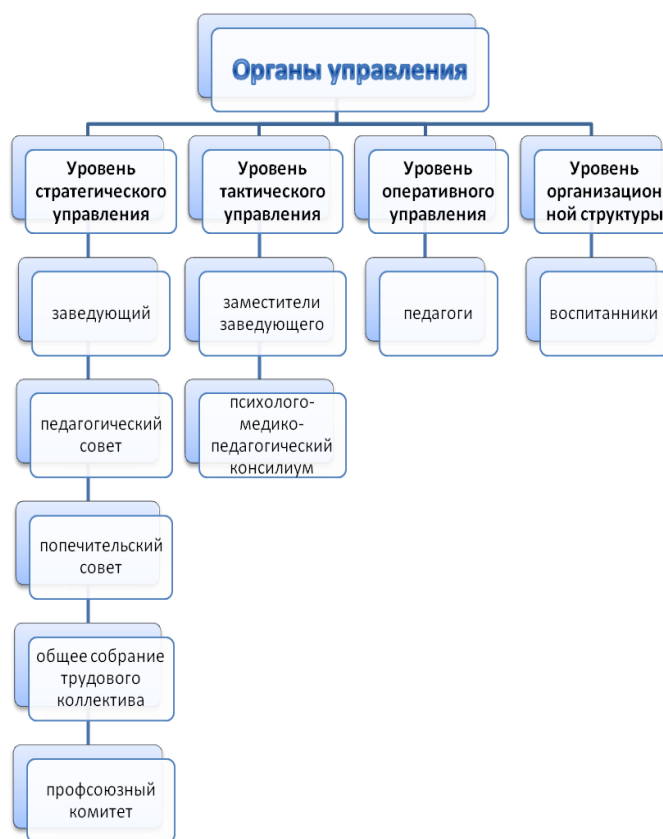 Органы управления
Уровень
стратегического
управления
Уровень
тактического
управления
Уровень
оперативного
управления
Уровень
организацион
ной структуры
заведующий
заместители
заведующего
педагоги
воспитанники
педагогический
совет
психолого-
медико-
педагогический
консилиум
попечительский
совет
общее собрание
трудового
коллектива
профсоюзный
комитет